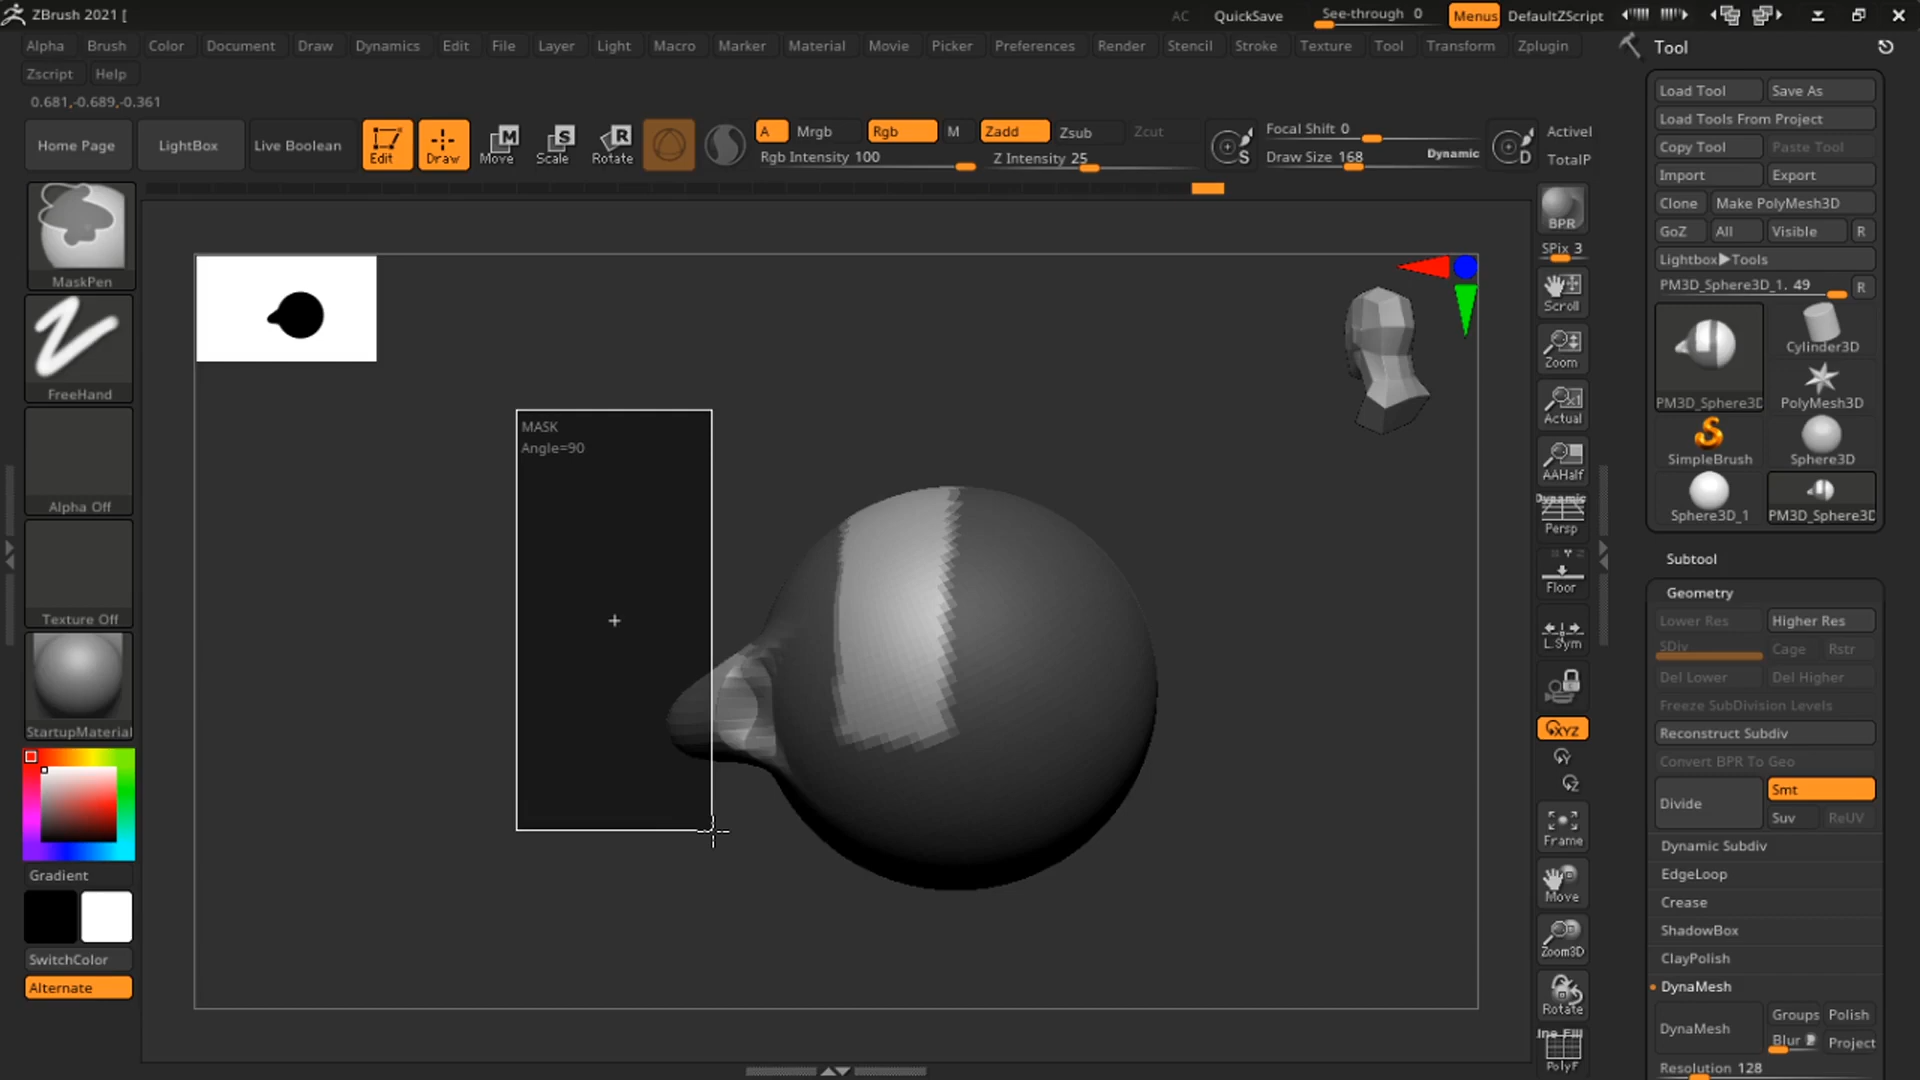 ZBrush 2021 [
AC QuickSave See-through 0 Menus DefaultZScript
Alpha Brush Color Document Draw Dynamics Edit File Layer Light Macro Marker Material Movie Picker Preferences Render Stencil Stroke Texture Tool Transform Zplugin
Zscript Help
0.681,-0.689,-0.361
Home Page LightBox Live Boolean Edit Draw Move Scale Rotate
M S R
A Mrgb Rgb M Zadd Zsub Zcut
Rgb Intensity 100 Z Intensity 25
S Focal Shift 0
Draw Size 168 Dynamic
D ActiveI
TotalP
MaskPen
FreeHand
Alpha Off
Texture Off
StartupMaterial
Gradient
SwitchColor
Alternate
MASK
Angle=90
BPR
SPix 3
Scroll
Zoom
Actual
AAHalf
Dynamic
Persp
Floor
L.Sym
XYZ
Frame
Move
Zoom3D
Rotate
Line Fill
PolyF
Tool
Load Tool Save As
Load Tools From Project
Copy Tool Paste Tool
Import Export
Clone Make PolyMesh3D
GoZ All Visible R
Lightbox▶Tools
PM3D_Sphere3D_1. 49 R
Cylinder3D
PM3D_Sphere3D PolyMesh3D
SimpleBrush Sphere3D
Sphere3D_1 PM3D_Sphere3D
Subtool
Geometry
Lower Res Higher Res
SDiv Cage Rstr
Del Lower Del Higher
Freeze SubDivision Levels
Reconstruct Subdiv
Convert BPR To Geo
Divide Smt
Suv ReUV
Dynamic Subdiv
EdgeLoop
Crease
ShadowBox
ClayPolish
DynaMesh
DynaMesh Groups Polish
Blur 2 Project
Resolution 128